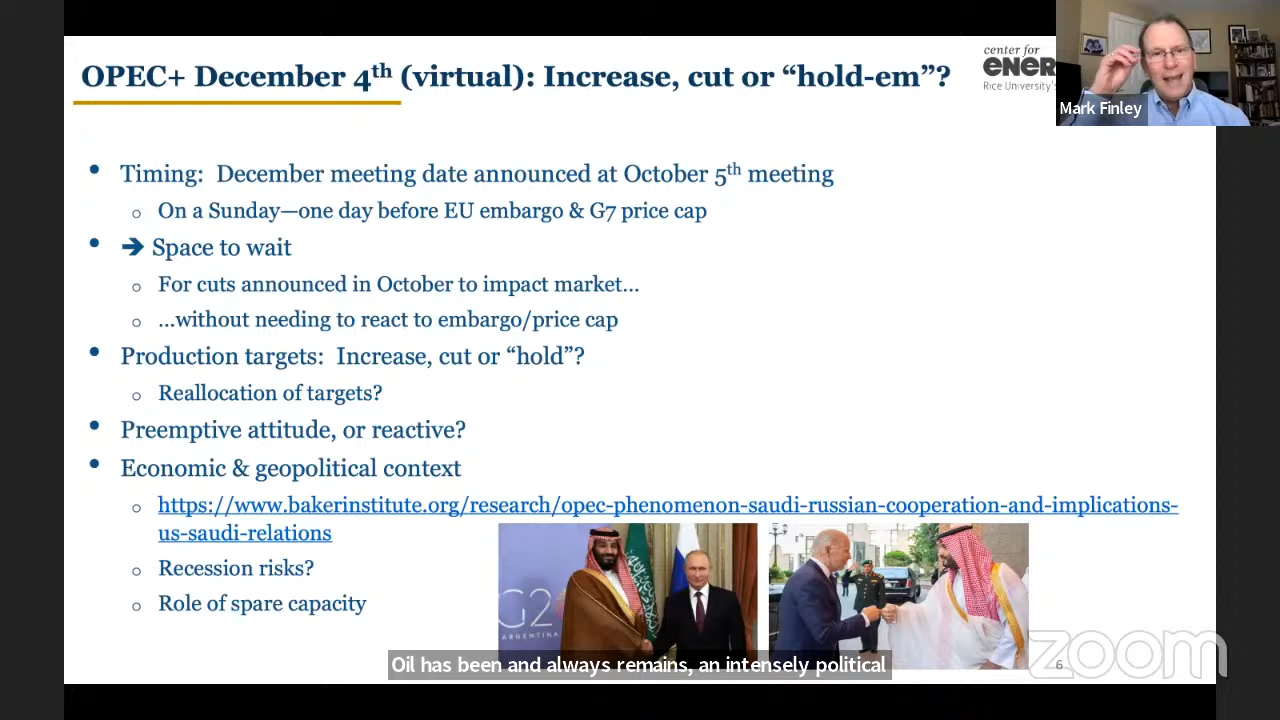 OPEC+ December 4th (virtual): Increase, cut or “hold-em”?
center for
ENER
Rice University's
Mark Finley
• Timing: December meeting date announced at October 5th meeting
o On a Sunday—one day before EU embargo & G7 price cap
• ➔ Space to wait
o For cuts announced in October to impact market...
o ...without needing to react to embargo/price cap
• Production targets: Increase, cut or “hold”?
o Reallocation of targets?
• Preemptive attitude, or reactive?
• Economic & geopolitical context
o https://www.bakerinstitute.org/research/opec-phenomenon-saudi-russian-cooperation-and-implications-
us-saudi-relations
o Recession risks?
o Role of spare capacity
G2
ARGENTINA
Oil has been and always remains, an intensely political
6
zoom